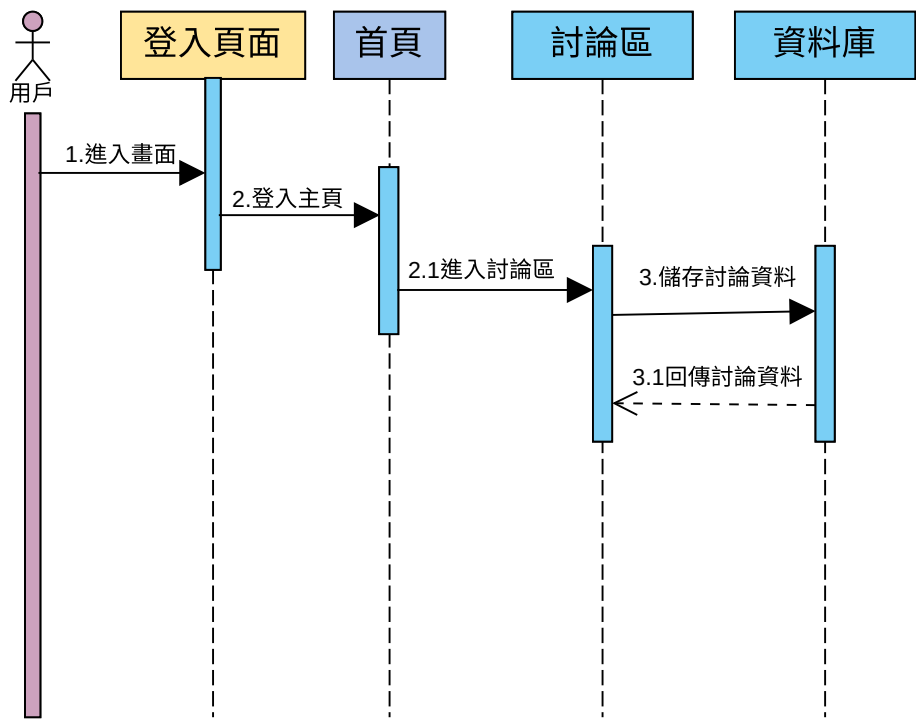 用戶
登入頁面
首頁
討論區
資料庫
1.進入畫面
2.登入主頁
2.1進入討論區
3.儲存討論資料
3.1回傳討論資料